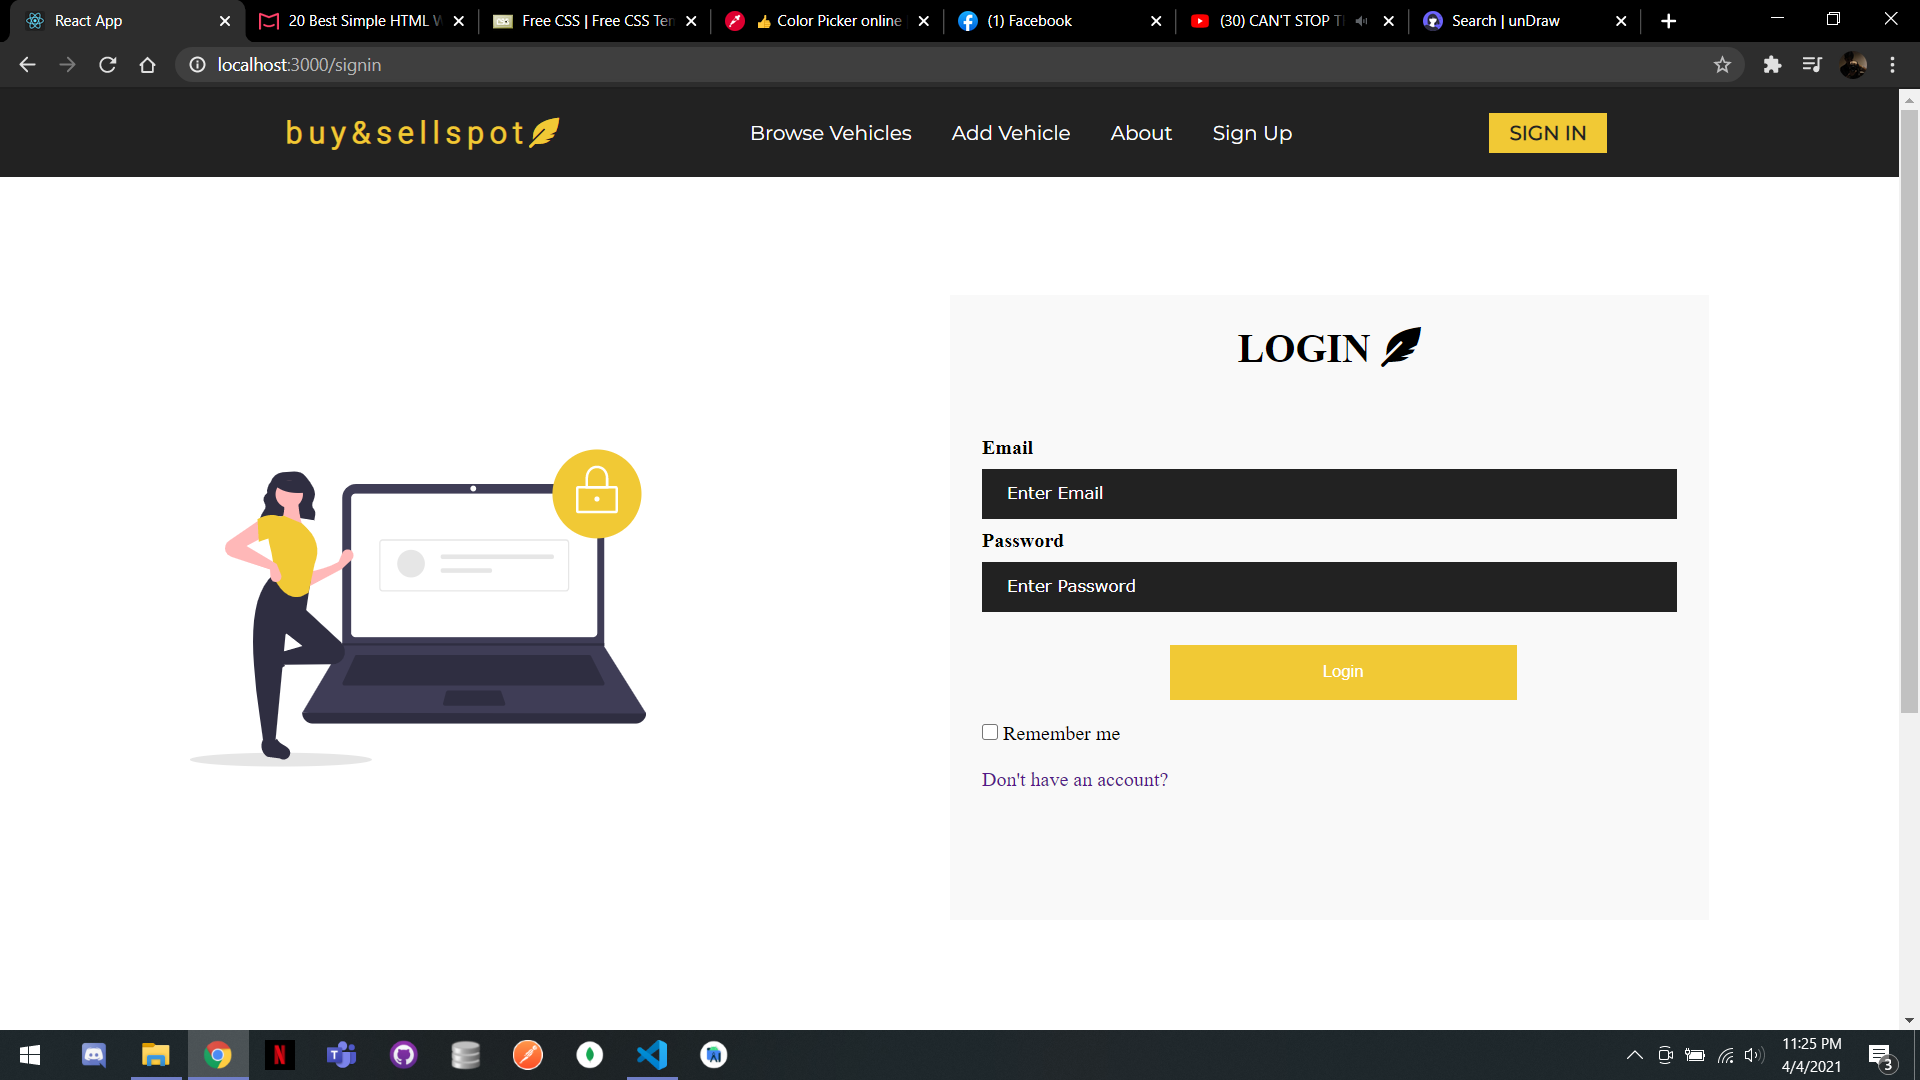 React App
20 Best Simple HTML W
Free CSS | Free CSS Tem
👍 Color Picker online
(1) Facebook
(30) CAN'T STOP T
Search | unDraw
localhost:3000/signin
buy&sellspot
Browse Vehicles
Add Vehicle
About
Sign Up
SIGN IN
LOGIN
Email
Enter Email
Password
Enter Password
Login
Remember me
Don't have an account?
11:25 PM
4/4/2021
3